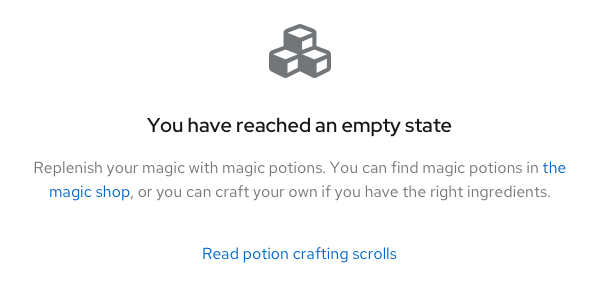 You have reached an empty state
Replenish your magic with magic potions. You can find magic potions in the
magic shop, or you can craft your own if you have the right ingredients.
Read potion crafting scrolls